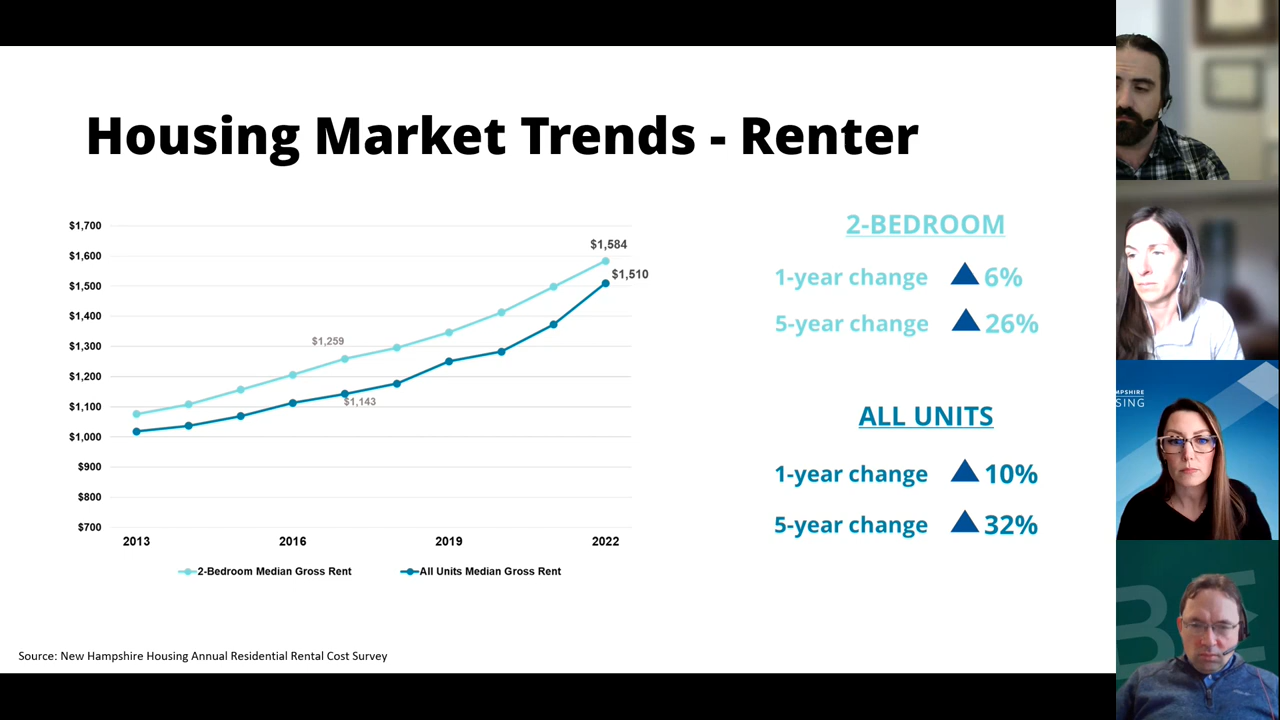 Housing Market Trends - Renter
$1,700
$1,600
$1,500
$1,400
$1,300
$1,200
$1,100
$1,000
$900
$800
$700
$1,584
$1,510
$1,259
$1,143
2013 2016 2019 2022
2-Bedroom Median Gross Rent All Units Median Gross Rent
2-BEDROOM
1-year change 6%
5-year change 26%
ALL UNITS
1-year change 10%
5-year change 32%
Source: New Hampshire Housing Annual Residential Rental Cost Survey
MPSHIRE
SING